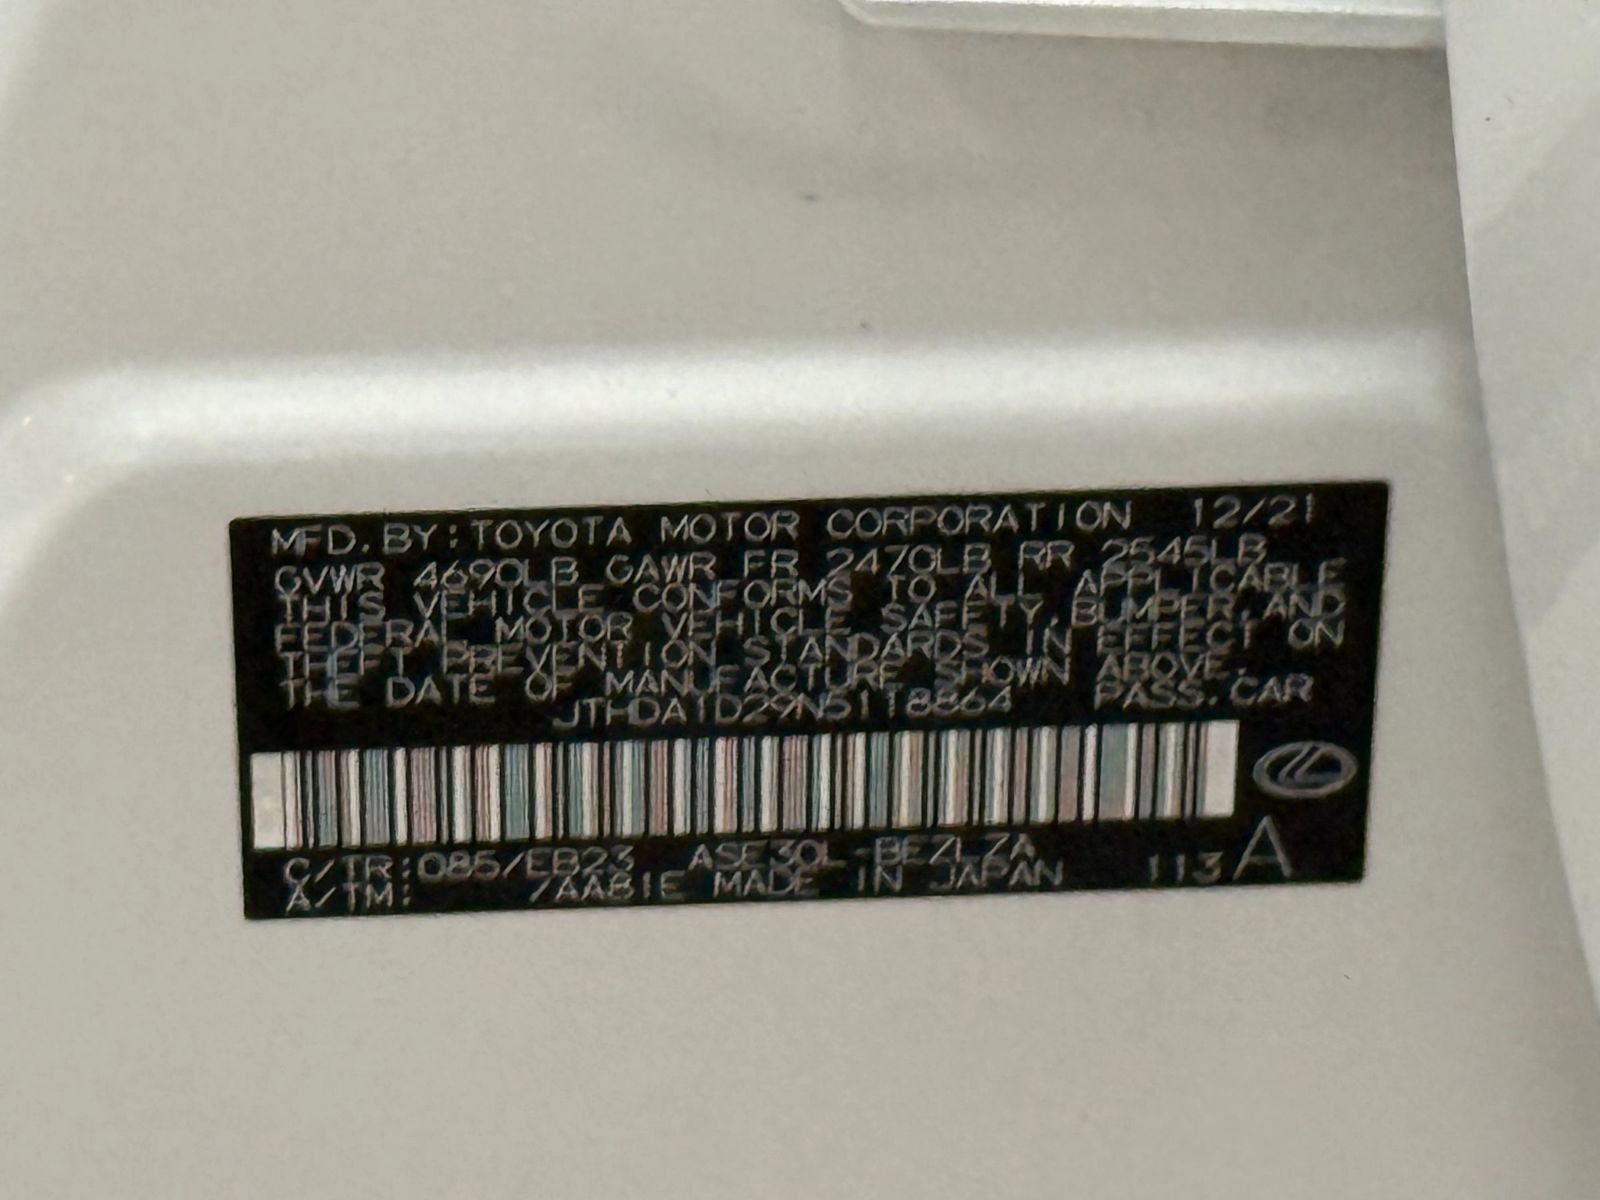 MFD. BY: TOYOTA MOTOR CORPORATION 12/21
GVWR 4690LB GAWR FR 2470LB RR 2545LB
THIS VEHICLE CONFORMS TO ALL APPLICABLE
FEDERAL MOTOR VEHICLE SAFETY, BUMPER, AND
THEFT PREVENTION STANDARDS IN EFFECT ON
THE DATE OF MANUFACTURE SHOWN ABOVE.
JTHDA1D29N5118864 PASS. CAR
C/TR: 085/EB23 ASE30L-BEZLZA
A/TM: /AA81E MADE IN JAPAN 113 A